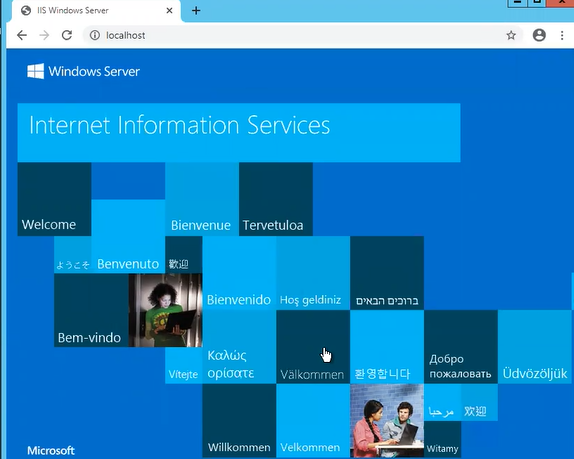 IIS Windows Server
localhost
Windows Server
Internet Information Services
Welcome
Bienvenue
Tervetuloa
ようこそ
Benvenuto
歡迎
Bienvenido
Hoş geldiniz
ברוכים הבאים
Bem-vindo
Vítejte
Καλώς
ορίσατε
Välkommen
환영합니다
Добро
пожаловать
Üdvözöljük
Willkommen
Velkommen
مرحبا
欢迎
Witamy
Microsoft